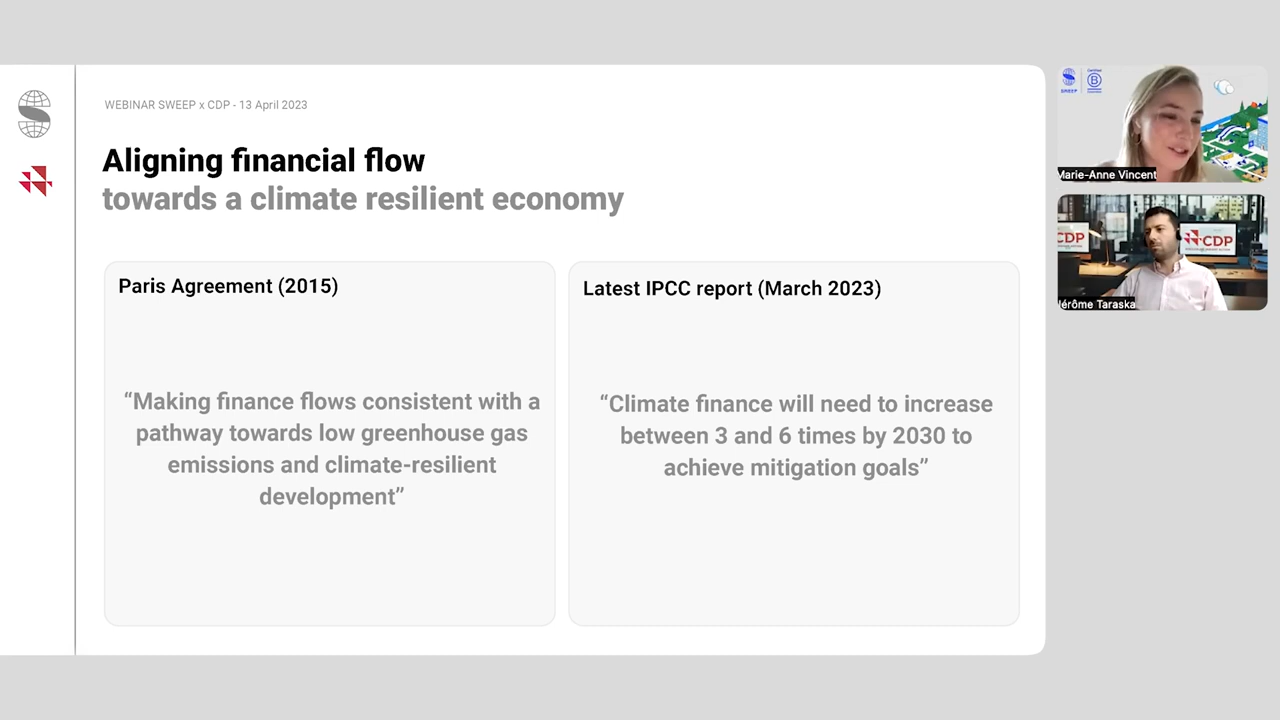 WEBINAR SWEEP x CDP - 13 April 2023
Aligning financial flow
towards a climate resilient economy
Paris Agreement (2015)
“Making finance flows consistent with a
pathway towards low greenhouse gas
emissions and climate-resilient
development”
Latest IPCC report (March 2023)
“Climate finance will need to increase
between 3 and 6 times by 2030 to
achieve mitigation goals”
SWEEP
Certified
B
Marie-Anne Vincent
CDP
CDP
Jérôme Taraska